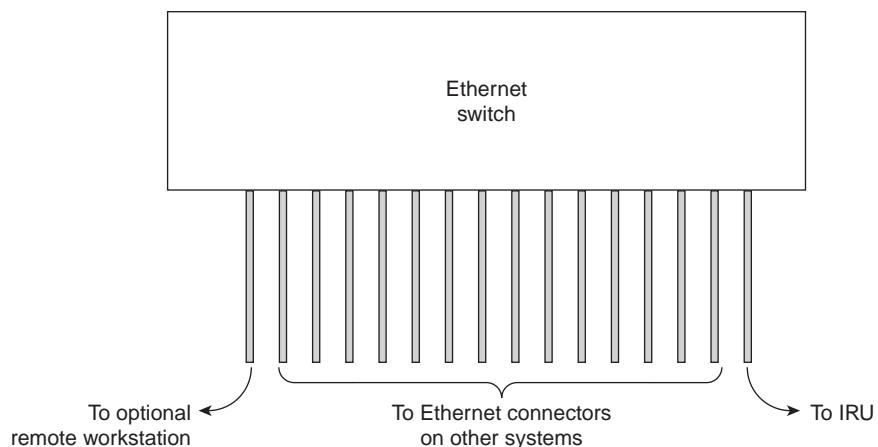 Ethernet
switch
To optional
remote workstation
To Ethernet connectors
on other systems
To IRU